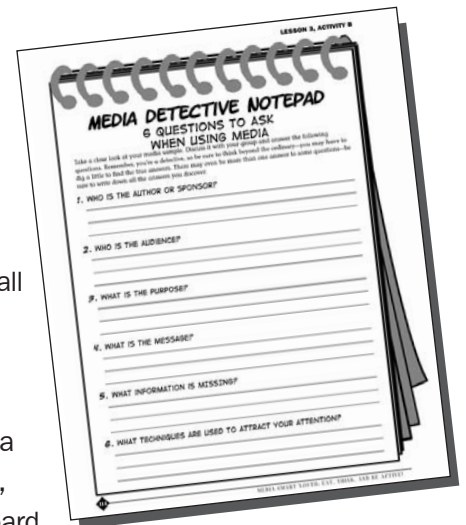 LESSON 3, ACTIVITY B
MEDIA DETECTIVE NOTEPAD
6 QUESTIONS TO ASK
WHEN USING MEDIA
Take a close look at your media sample. Discuss it with your group and answer the following
questions. Remember, you're a detective, so be sure to think beyond the ordinary—you may have to
dig a little to find the true answers. There may even be more than one answer to some questions—be
sure to write down all the answers you discover.
1. WHO IS THE AUTHOR OR SPONSOR?
2. WHO IS THE AUDIENCE?
all
3. WHAT IS THE PURPOSE?
4. WHAT IS THE MESSAGE?
5. WHAT INFORMATION IS MISSING?
a
6. WHAT TECHNIQUES ARE USED TO ATTRACT YOUR ATTENTION?
,
MEDIA-SMART YOUTH: EAT, THINK, AND BE ACTIVE!